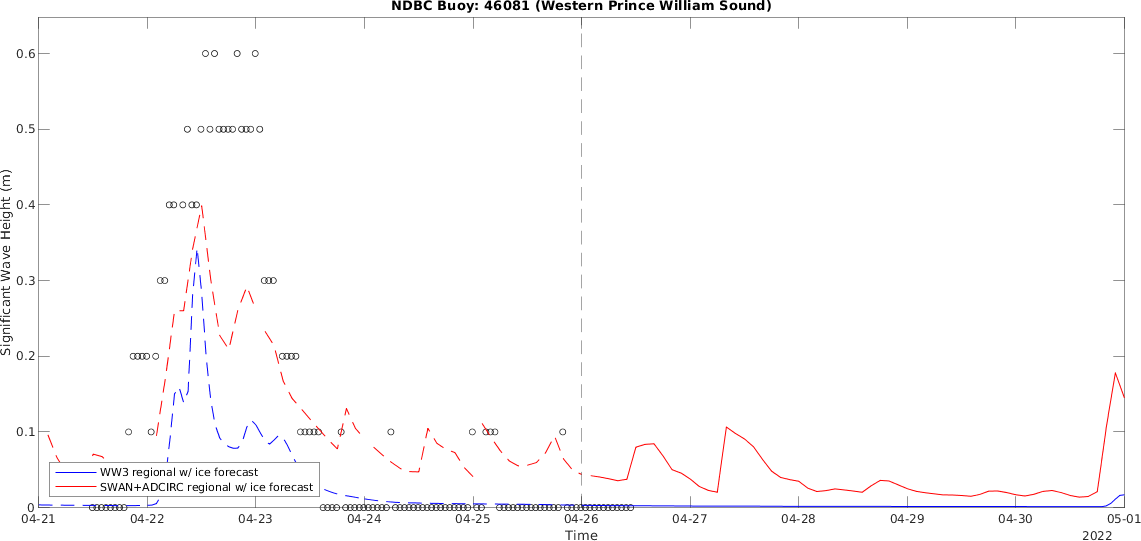 NDBC Buoy: 46081 (Western Prince William Sound)
Significant Wave Height (m)
0.6
0.5
0.4
0.3
0.2
0.1
0
WW3 regional w/ ice forecast
SWAN+ADCIRC regional w/ ice forecast
04-21 04-22 04-23 04-24 04-25 04-26 04-27 04-28 04-29 04-30 05-01
Time
2022